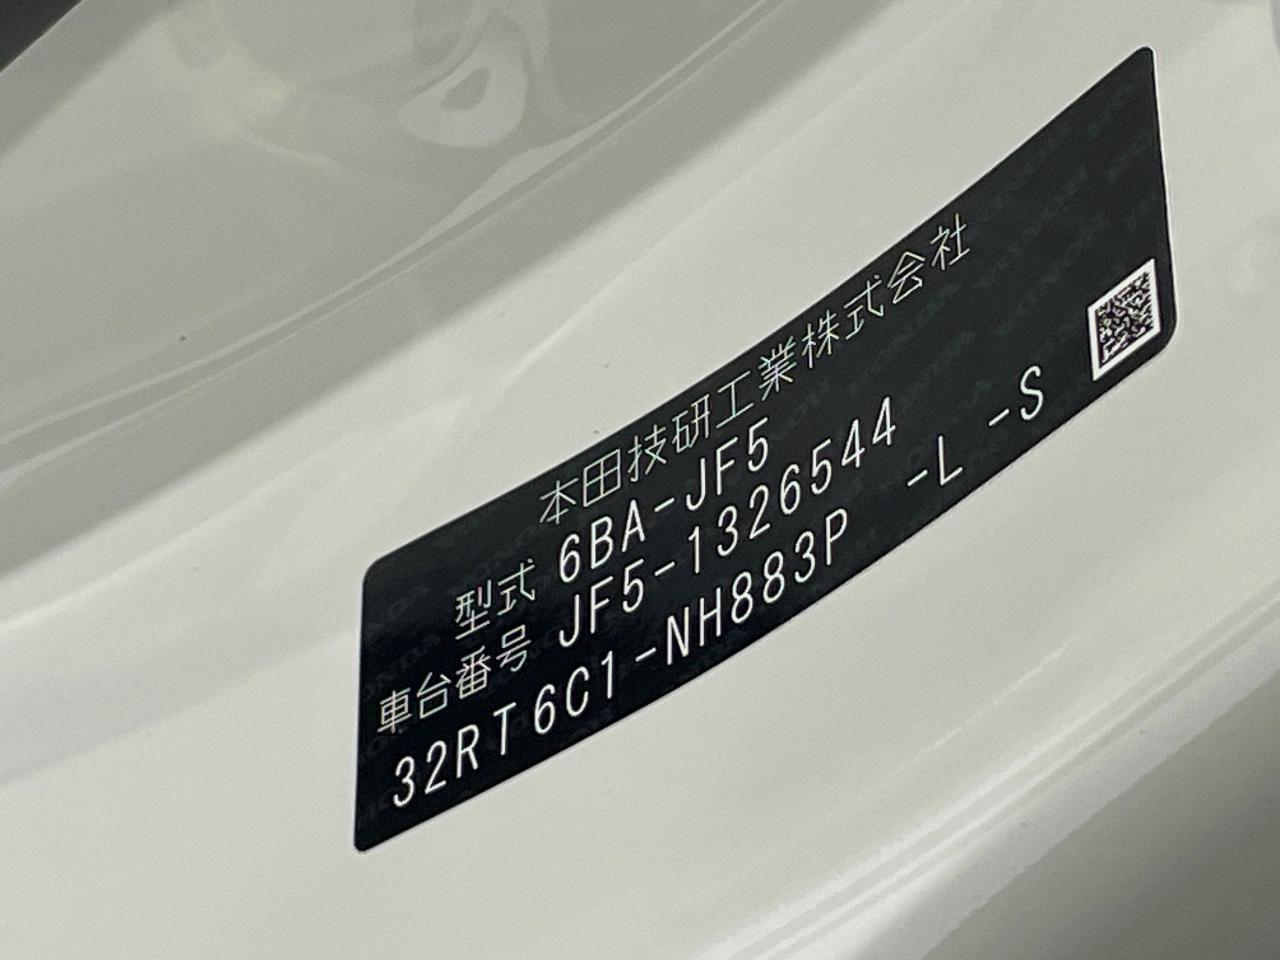 本田技研工業株式会社
型式 6BA-JF5
車台番号 JF5-1326544
32RT6C1-NH883P -L -S